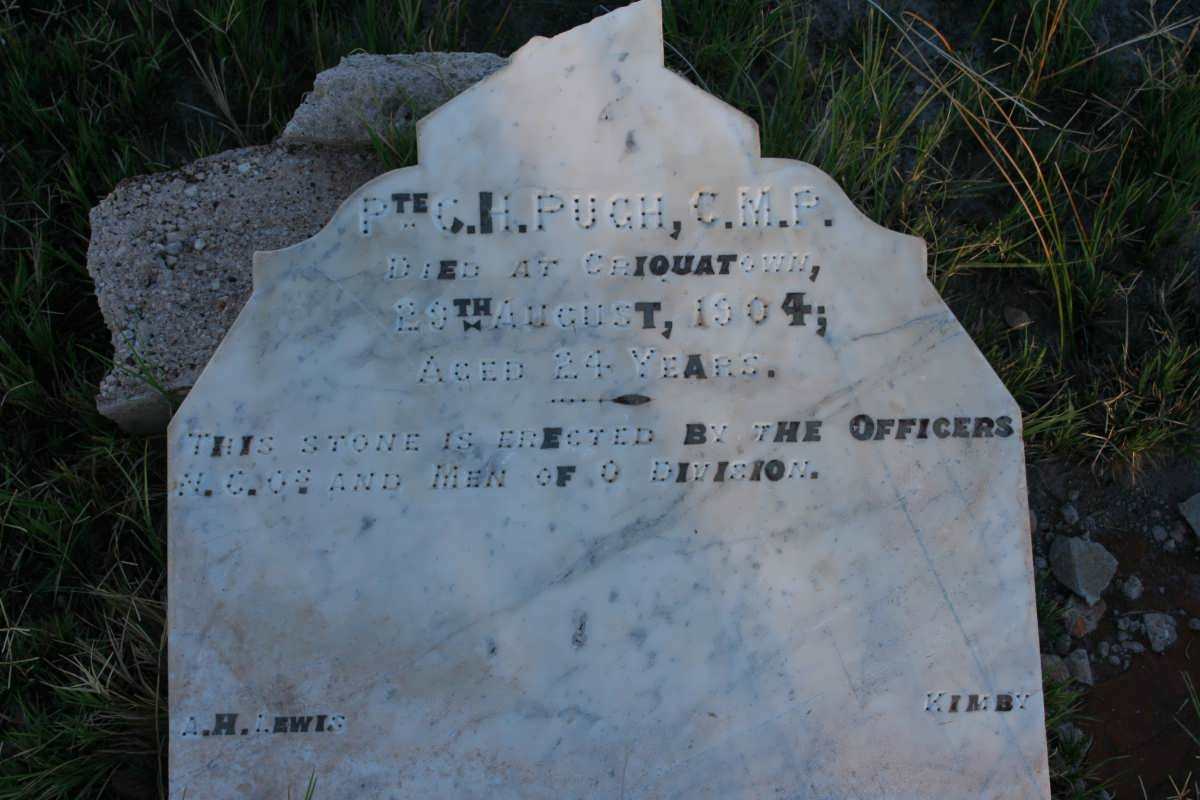 PTE C.H. PUGH, C.M.P.
DIED AT GRIQUATOWN,
29TH AUGUST, 1904;
AGED 24 YEARS.
THIS STONE IS ERECTED BY THE OFFICERS
N.C.OS AND MEN OF D DIVISION.
A.H. LEWIS
KIMBY